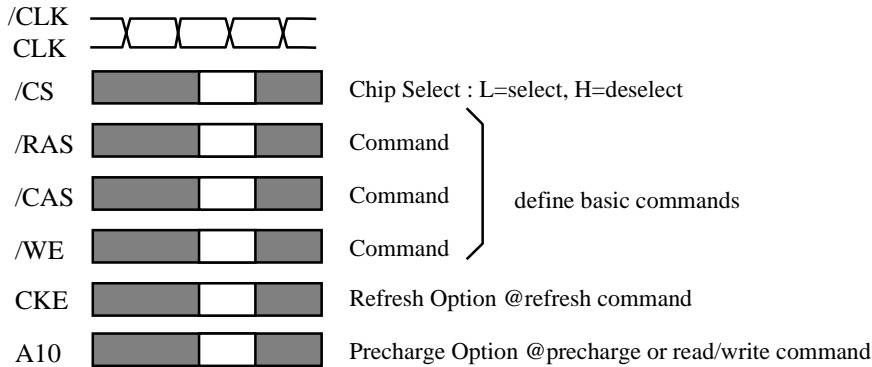 /CLK
CLK
/CS Chip Select : L=select, H=deselect
/RAS Command
/CAS Command define basic commands
/WE Command
CKE Refresh Option @refresh command
A10 Precharge Option @precharge or read/write command